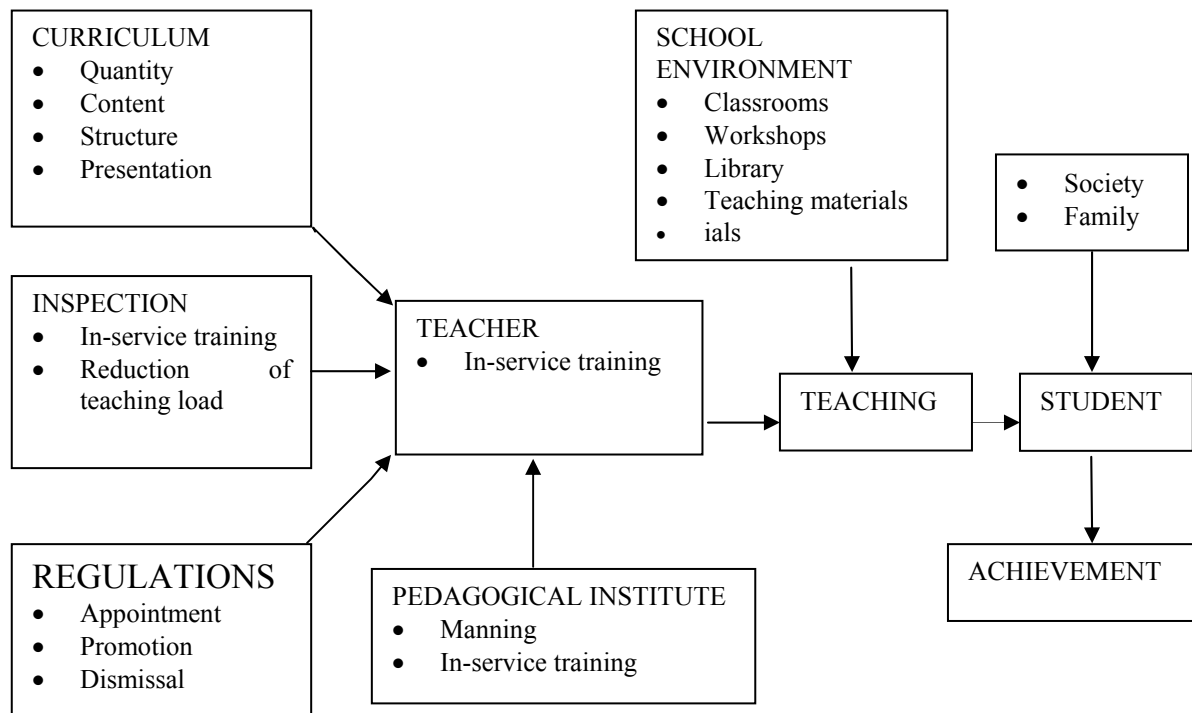 CURRICULUM
• Quantity
• Content
• Structure
• Presentation
SCHOOL
ENVIRONMENT
• Classrooms
• Workshops
• Library
• Teaching materials
• ials
• Society
• Family
INSPECTION
• In-service training
• Reduction of
teaching load
TEACHER
• In-service training
TEACHING
STUDENT
REGULATIONS
• Appointment
• Promotion
• Dismissal
PEDAGOGICAL INSTITUTE
• Manning
• In-service training
ACHIEVEMENT